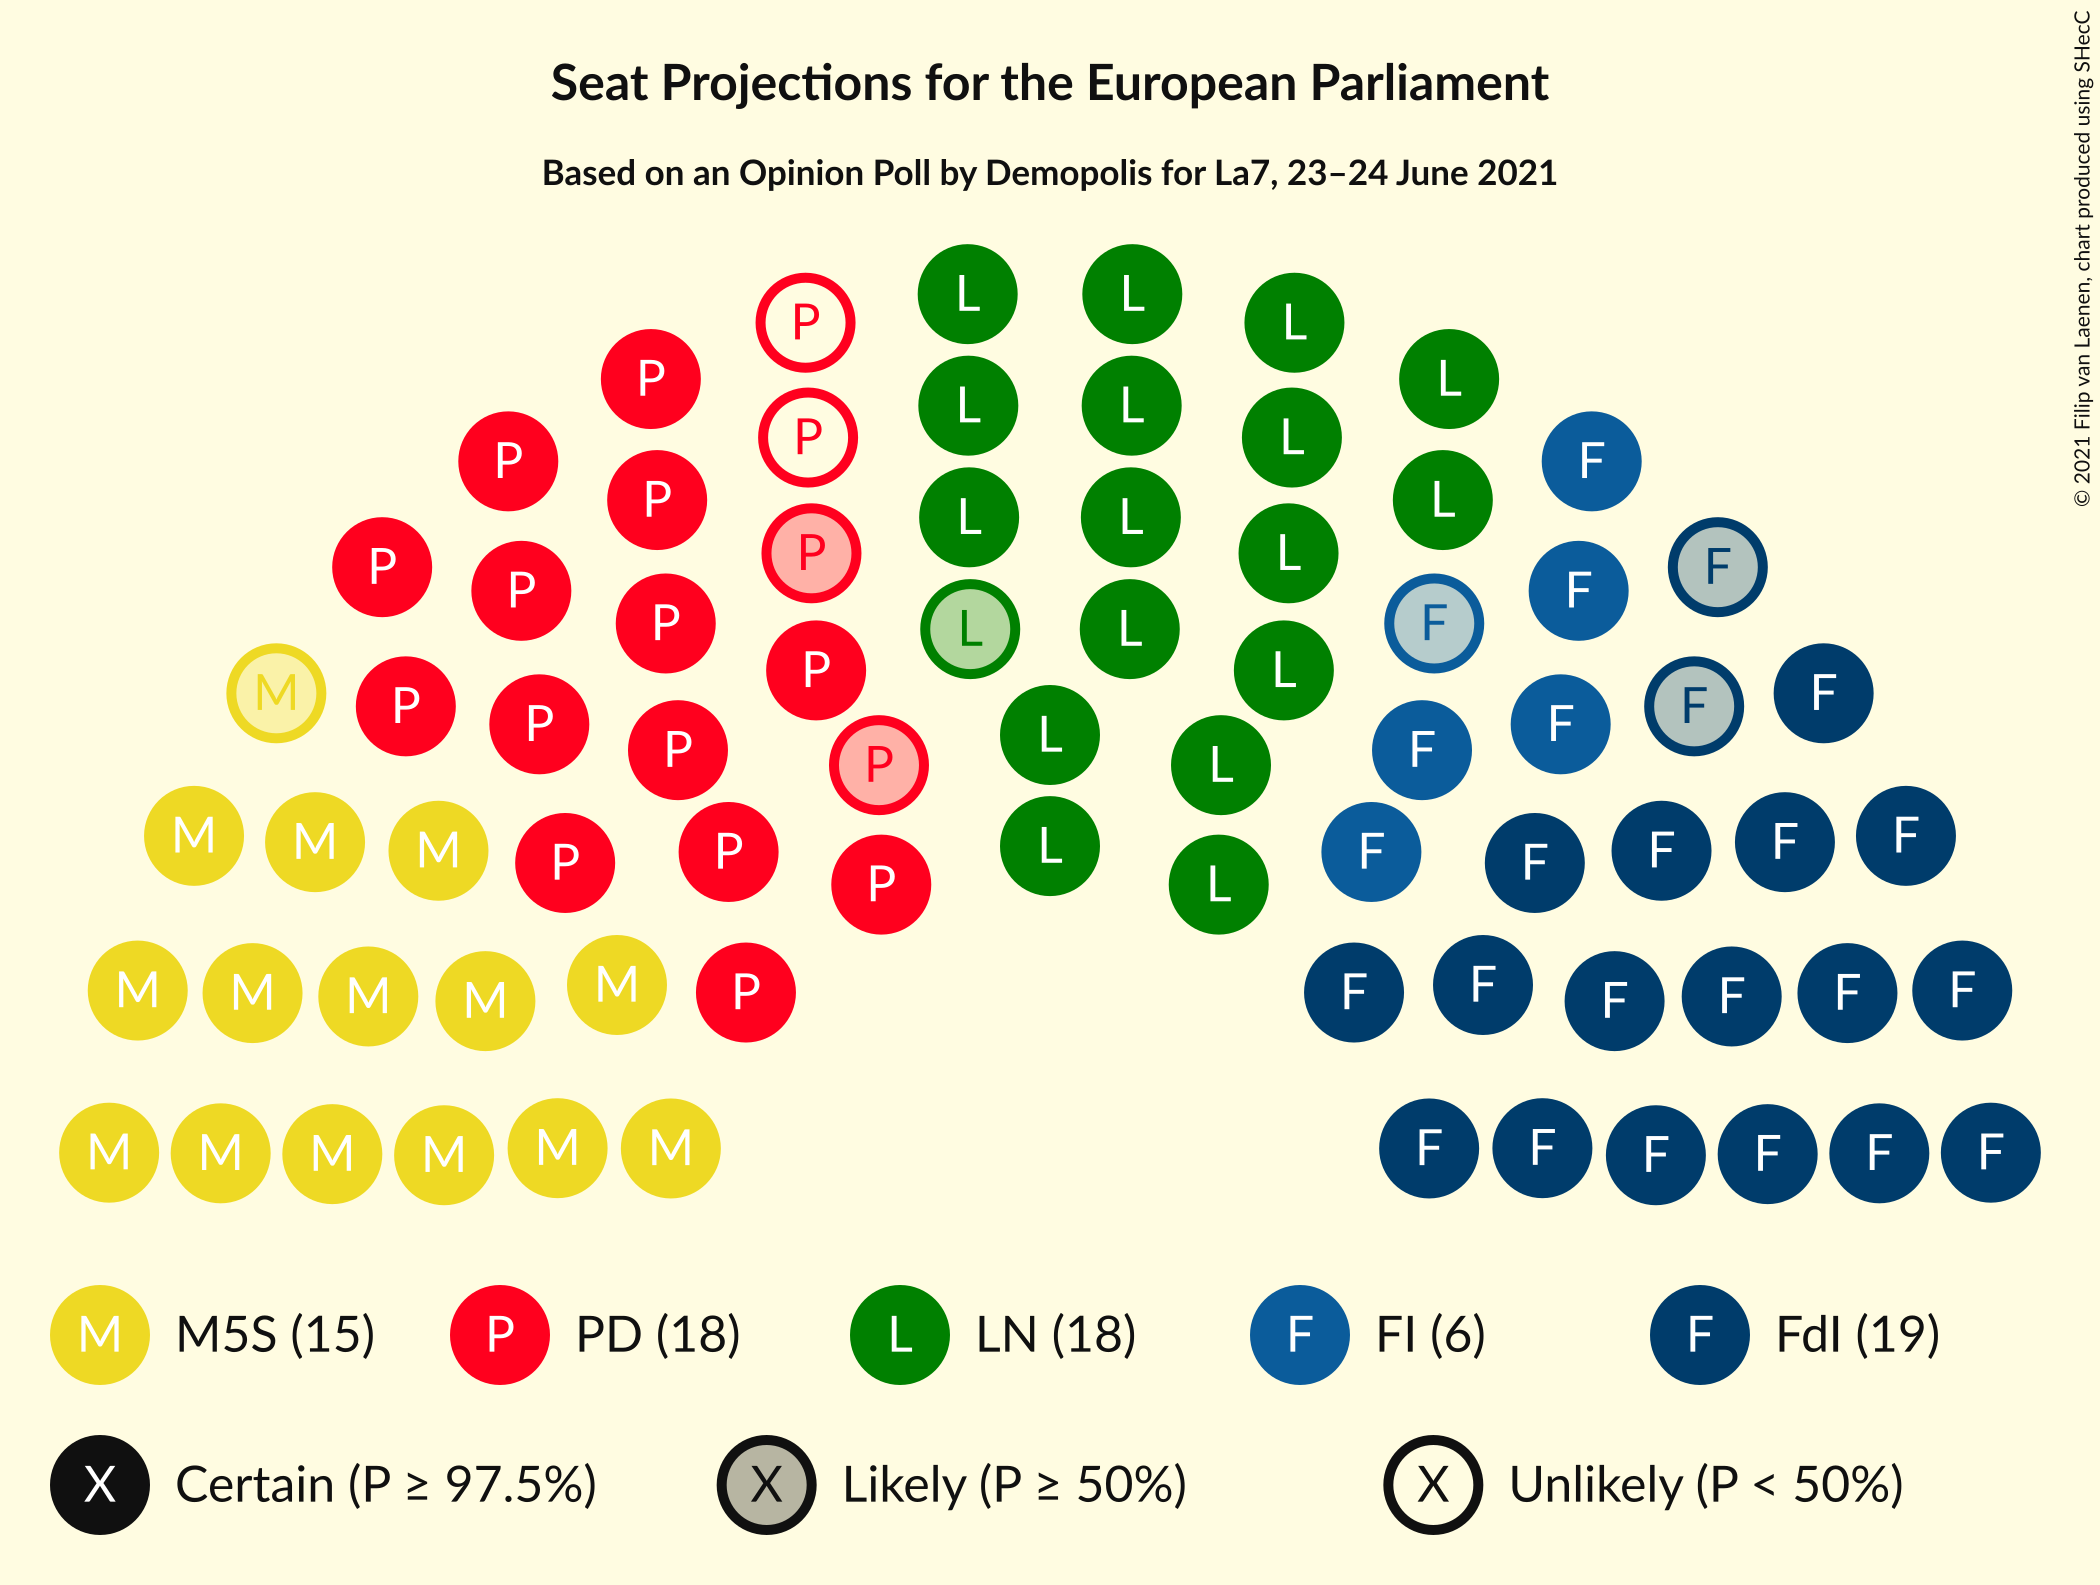 Seat Projections for the European Parliament
Based on an Opinion Poll by Demopolis for La7, 23–24 June 2021
© 2021 Filip van Laenen, chart produced using SHecC
L L
P L L
P L L P
L L
P L
P F
P L L
P L
P L L
P L
P F
P F
P F
P L L
P F
P L
M F
P F
P F
L
P F
P L
M F
M F
L
M F
P F
P F
P L
M F
M F
M F
M F
M F
P F
M F
M F
M F
M F
M F
M F
M F
M M5S (15) P PD (18) L LN (18) F FI (6) F FdI (19)
X Certain (P ≥ 97.5%) X Likely (P ≥ 50%) X Unlikely (P < 50%)